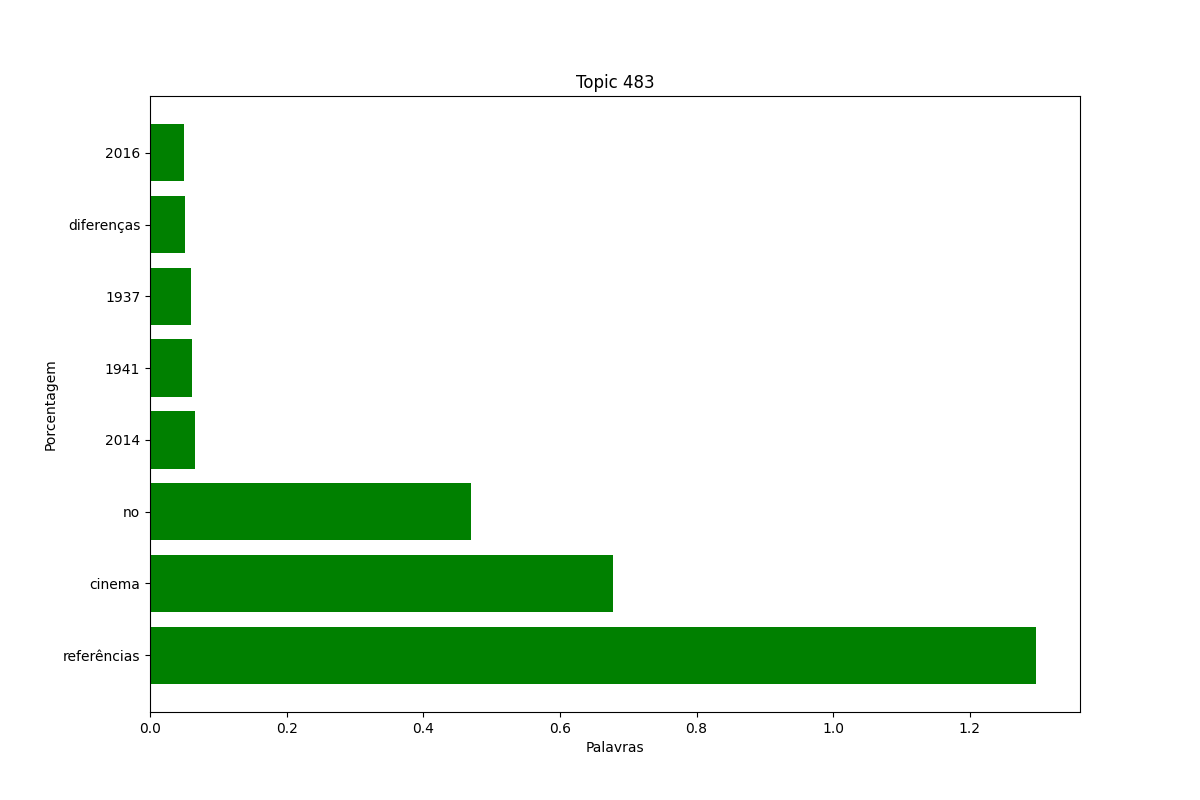 Topic 483
2016
diferenças
1937
1941
2014
no
cinema
referências
Porcentagem
0.0 0.2 0.4 0.6 0.8 1.0 1.2
Palavras